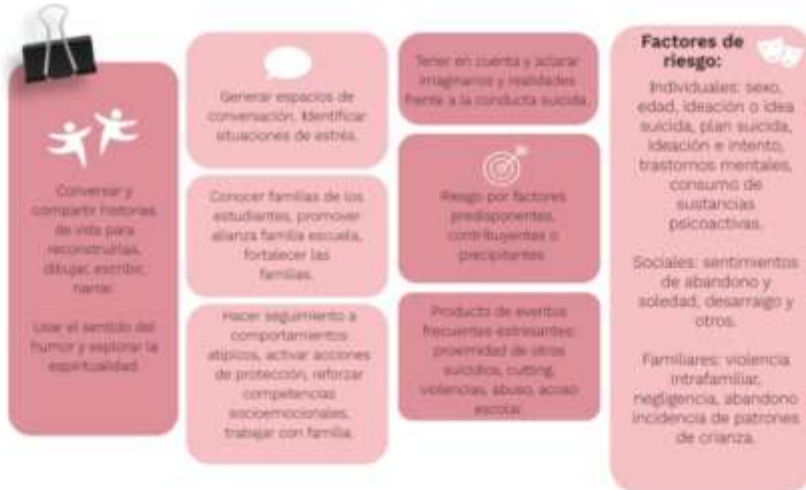 Conversar y
compartir historias
de vida para
reconstruirlas,
dibujar, escribir,
narrar.
Usar el sentido del
humor y explorar la
espiritualidad.
Generar espacios de
conversación. Identificar
situaciones de estrés.
Conocer familias de los
estudiantes, promover
alianza familia escuela,
fortalecer las
familias.
Hacer seguimiento a
comportamientos
atípicos, activar acciones
de protección, reforzar
competencias
socioemocionales,
trabajar con familia.
Tener en cuenta y aclarar
imaginarios y realidades
frente a la conducta suicida.
Riesgo por factores
predisponentes,
contribuyentes o
precipitantes.
Producto de eventos
frecuentes estresantes:
proximidad de otros
suicidios, cutting,
violencias, abuso, acoso
escolar.
Factores de
riesgo:
Individuales: sexo,
edad, ideación o idea
suicida, plan suicida,
ideación e intento,
trastornos mentales,
consumo de
sustancias
psicoactivas.
Sociales: sentimientos
de abandono y
soledad, desarraigo y
otros.
Familiares: violencia
intrafamiliar,
negligencia, abandono
incidencia de patrones
de crianza.